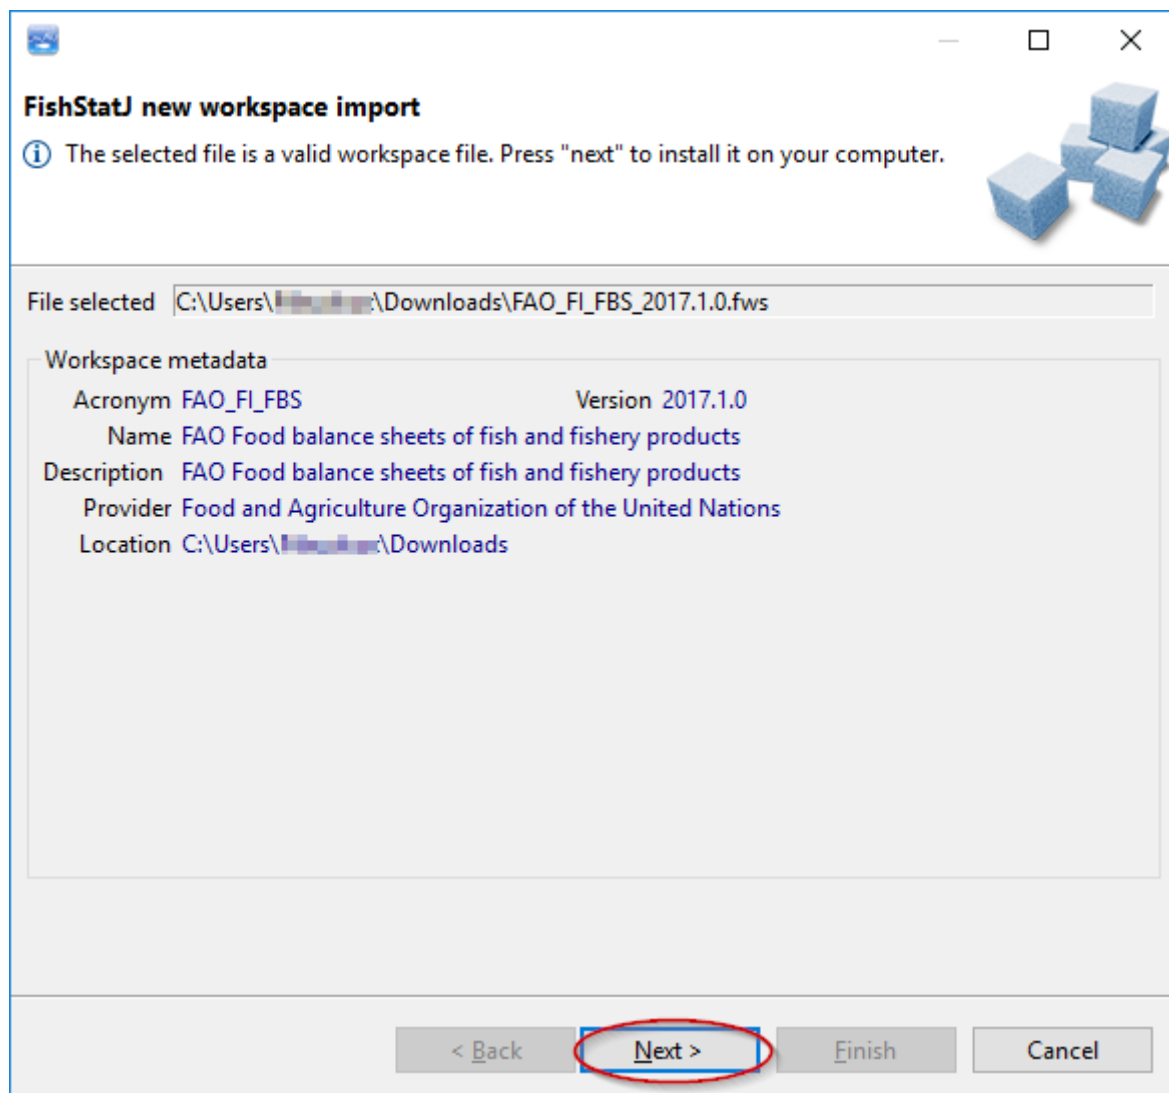 FishStatJ new workspace import
The selected file is a valid workspace file. Press "next" to install it on your computer.
File selected C:\Users\ \Downloads\FAO_FI_FBS_2017.1.0.fws
Workspace metadata
Acronym FAO_FI_FBS Version 2017.1.0
Name FAO Food balance sheets of fish and fishery products
Description FAO Food balance sheets of fish and fishery products
Provider Food and Agriculture Organization of the United Nations
Location C:\Users\ \Downloads
< Back Next > Finish Cancel